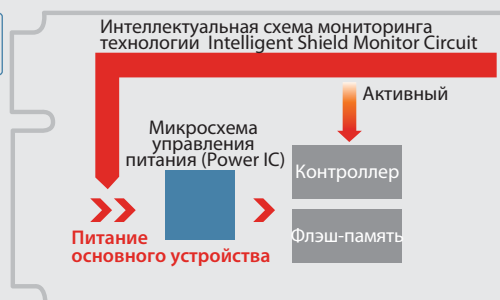 Интеллектуальная схема мониторинга
технологии Intelligent Shield Monitor Circuit
Активный
Микросхема
управления
питания (Power IC)
Контроллер
Флэш-память
Питание
основного устройства